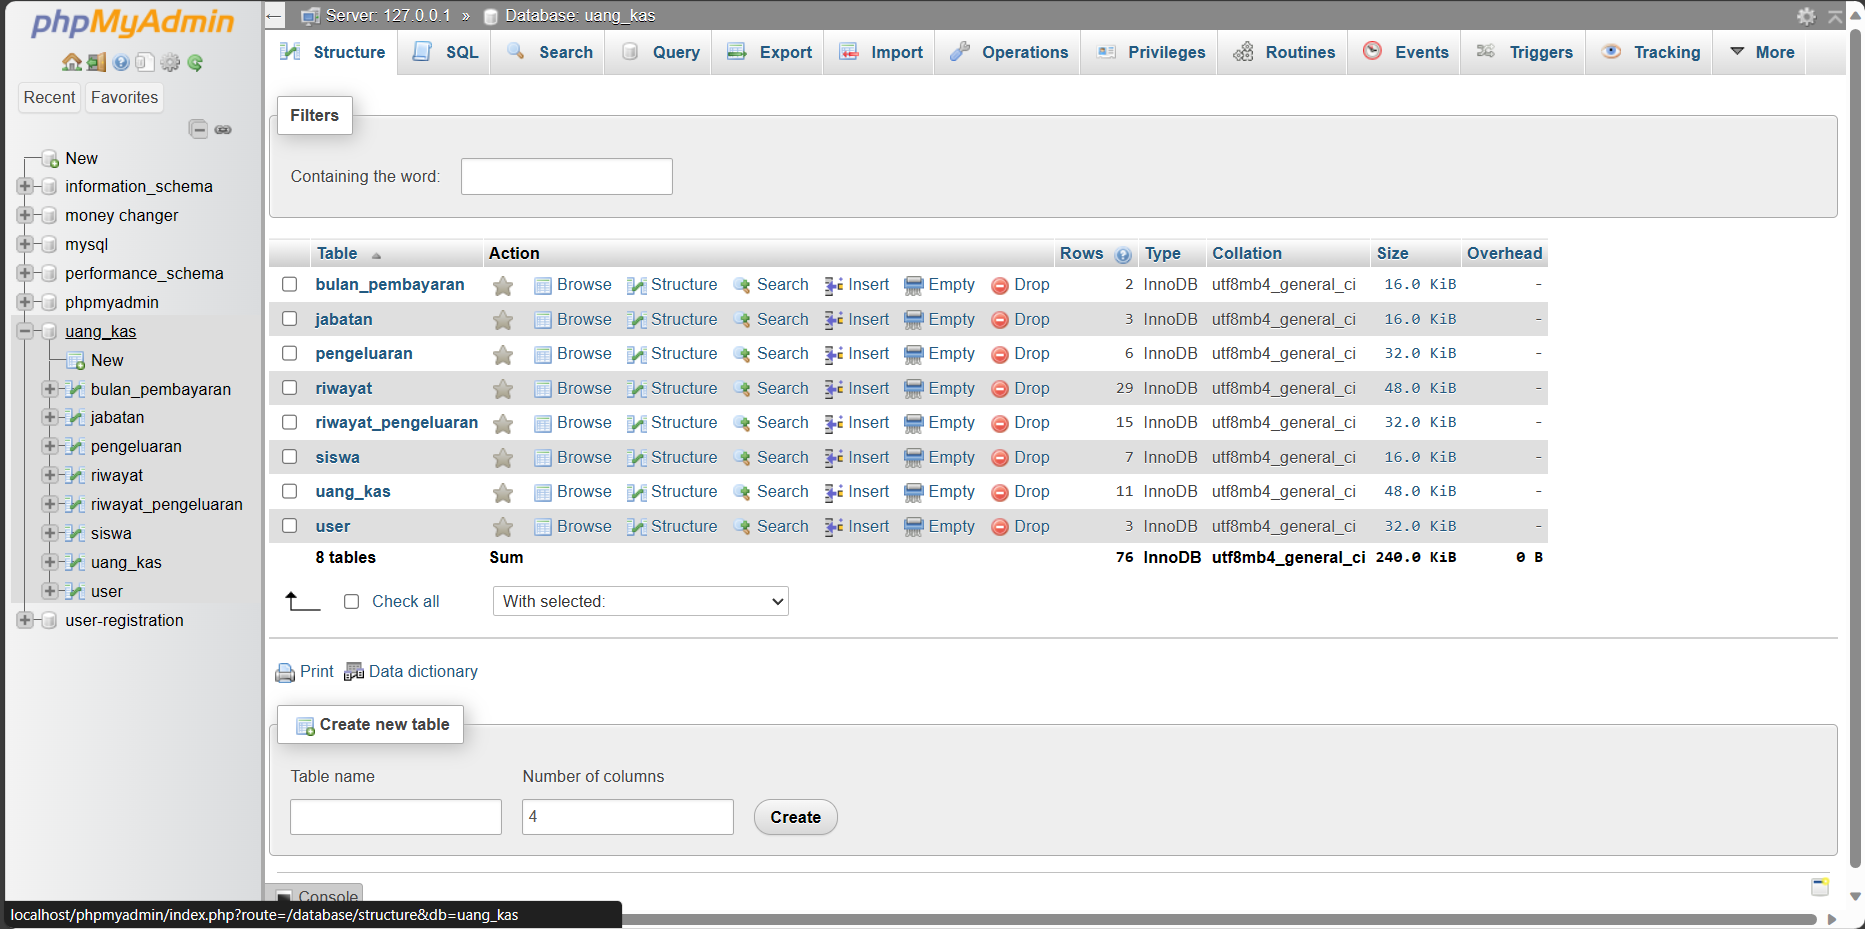 phpMyAdmin
Recent Favorites
New
information_schema
money changer
mysql
performance_schema
phpmyadmin
uang_kas
New
bulan_pembayaran
jabatan
pengeluaran
riwayat
riwayat_pengeluaran
siswa
uang_kas
user
user-registration
Server: 127.0.0.1 » Database: uang_kas
Structure SQL Search Query Export Import Operations Privileges Routines Events Triggers Tracking More
Filters
Containing the word:
Table Action Rows Type Collation Size Overhead
bulan_pembayaran Browse Structure Search Insert Empty Drop 2 InnoDB utf8mb4_general_ci 16.0 KiB -
jabatan Browse Structure Search Insert Empty Drop 3 InnoDB utf8mb4_general_ci 16.0 KiB -
pengeluaran Browse Structure Search Insert Empty Drop 6 InnoDB utf8mb4_general_ci 32.0 KiB -
riwayat Browse Structure Search Insert Empty Drop 29 InnoDB utf8mb4_general_ci 48.0 KiB -
riwayat_pengeluaran Browse Structure Search Insert Empty Drop 15 InnoDB utf8mb4_general_ci 32.0 KiB -
siswa Browse Structure Search Insert Empty Drop 7 InnoDB utf8mb4_general_ci 16.0 KiB -
uang_kas Browse Structure Search Insert Empty Drop 11 InnoDB utf8mb4_general_ci 48.0 KiB -
user Browse Structure Search Insert Empty Drop 3 InnoDB utf8mb4_general_ci 32.0 KiB -
8 tables Sum 76 InnoDB utf8mb4_general_ci 240.0 KiB 0 B
Check all With selected:
Print Data dictionary
Create new table
Table name Number of columns
4 Create
Console
localhost/phpmyadmin/index.php?route=/database/structure&db=uang_kas